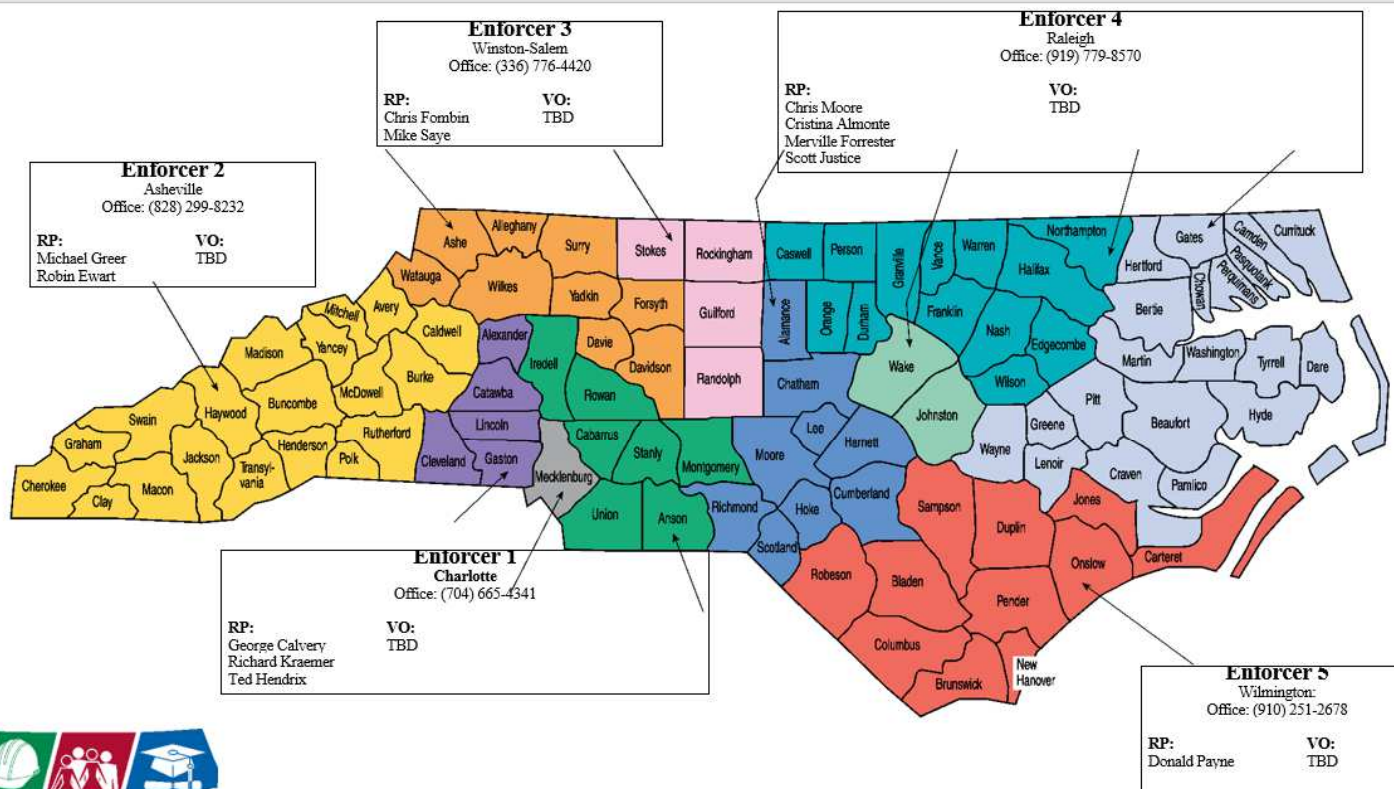 Enforcer 3
Winston-Salem
Office: (336) 776-4420
RP: VO:
Chris Fombin TBD
Mike Saye
Enforcer 4
Raleigh
Office: (919) 779-8570
RP: VO:
Chris Moore TBD
Cristina Almonte
Merville Forrester
Scott Justice
Enforcer 2
Asheville
Office: (828) 299-8232
RP: VO:
Michael Greer TBD
Robin Ewart
Ashe
Alleghany
Surry
Stokes
Rockingham
Caswell
Person
Granville
Vance
Warren
Northampton
Halifax
Hertford
Gates
Camden
Currituck
Pasquotank
Perquimans
Chowan
Bertie
Watauga
Wilkes
Yadkin
Forsyth
Guilford
Alamance
Orange
Durham
Franklin
Nash
Edgecombe
Martin
Washington
Tyrrell
Dare
Mitchell
Avery
Caldwell
Alexander
Iredell
Davie
Davidson
Randolph
Chatham
Wake
Wilson
Madison
Yancey
McDowell
Burke
Catawba
Rowan
Johnston
Pitt
Beaufort
Hyde
Swain
Haywood
Buncombe
Rutherford
Lincoln
Cabarrus
Stanly
Montgomery
Moore
Lee
Harnett
Wayne
Greene
Lenoir
Craven
Pamlico
Graham
Jackson
Henderson
Polk
Cleveland
Gaston
Mecklenburg
Cherokee
Clay
Macon
Transyl-
vania
Union
Anson
Richmond
Scotland
Hoke
Cumberland
Sampson
Duplin
Jones
Onslow
Carteret
Robeson
Bladen
Pender
Columbus
Brunswick
New
Hanover
Enforcer 1
Charlotte
Office: (704) 665-4341
RP: VO:
George Calvery TBD
Richard Kraemer
Ted Hendrix
Enforcer 5
Wilmington:
Office: (910) 251-2678
RP: VO:
Donald Payne TBD